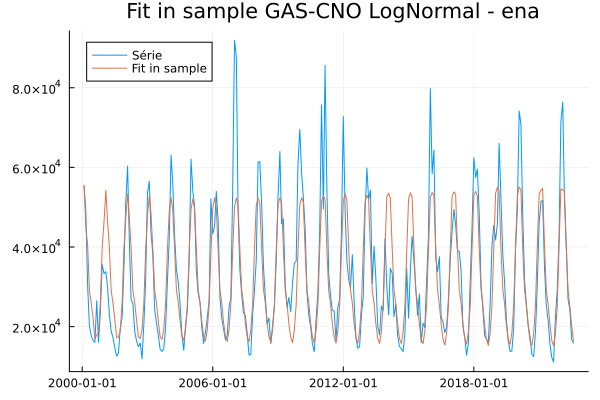 Fit in sample GAS-CNO LogNormal - ena
Série
Fit in sample
8.0×10⁴
6.0×10⁴
4.0×10⁴
2.0×10⁴
2000-01-01 2006-01-01 2012-01-01 2018-01-01